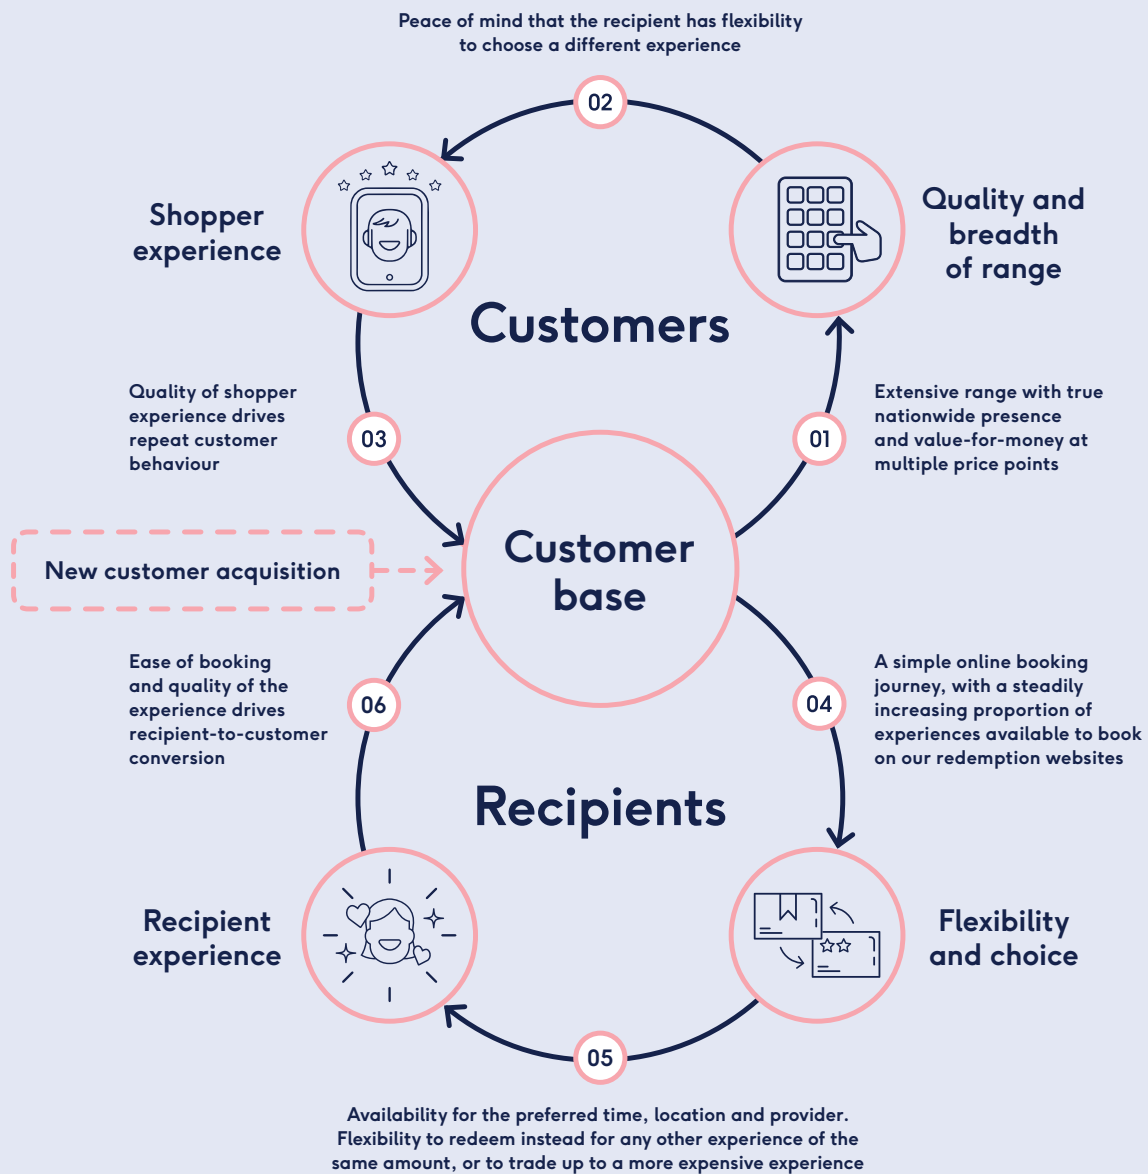 Peace of mind that the recipient has flexibility
to choose a different experience
02
Shopper
experience
Quality and
breadth
of range
Customers
Quality of shopper
experience drives
repeat customer
behaviour
03
01
Extensive range with true
nationwide presence
and value-for-money at
multiple price points
New customer acquisition
Customer
base
Ease of booking
and quality of the
experience drives
recipient-to-customer
conversion
06
04
A simple online booking
journey, with a steadily
increasing proportion of
experiences available to book
on our redemption websites
Recipients
Recipient
experience
Flexibility
and choice
05
Availability for the preferred time, location and provider.
Flexibility to redeem instead for any other experience of the
same amount, or to trade up to a more expensive experience